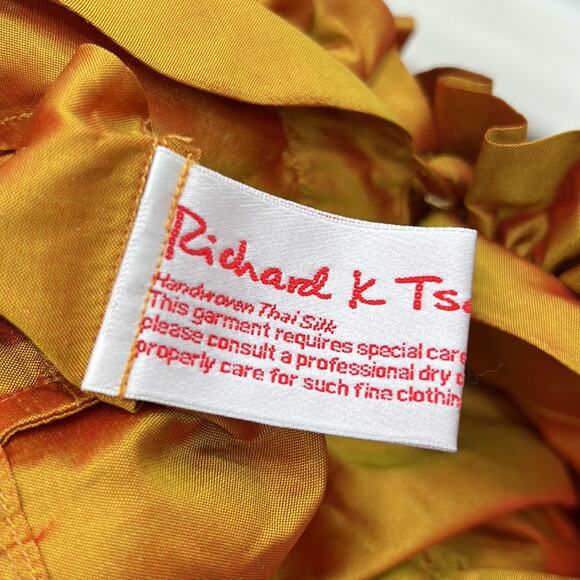 Richard K Tse
Handwoven Thai Silk
This garment requires special care
please consult a professional dry
properly care for such fine clothing